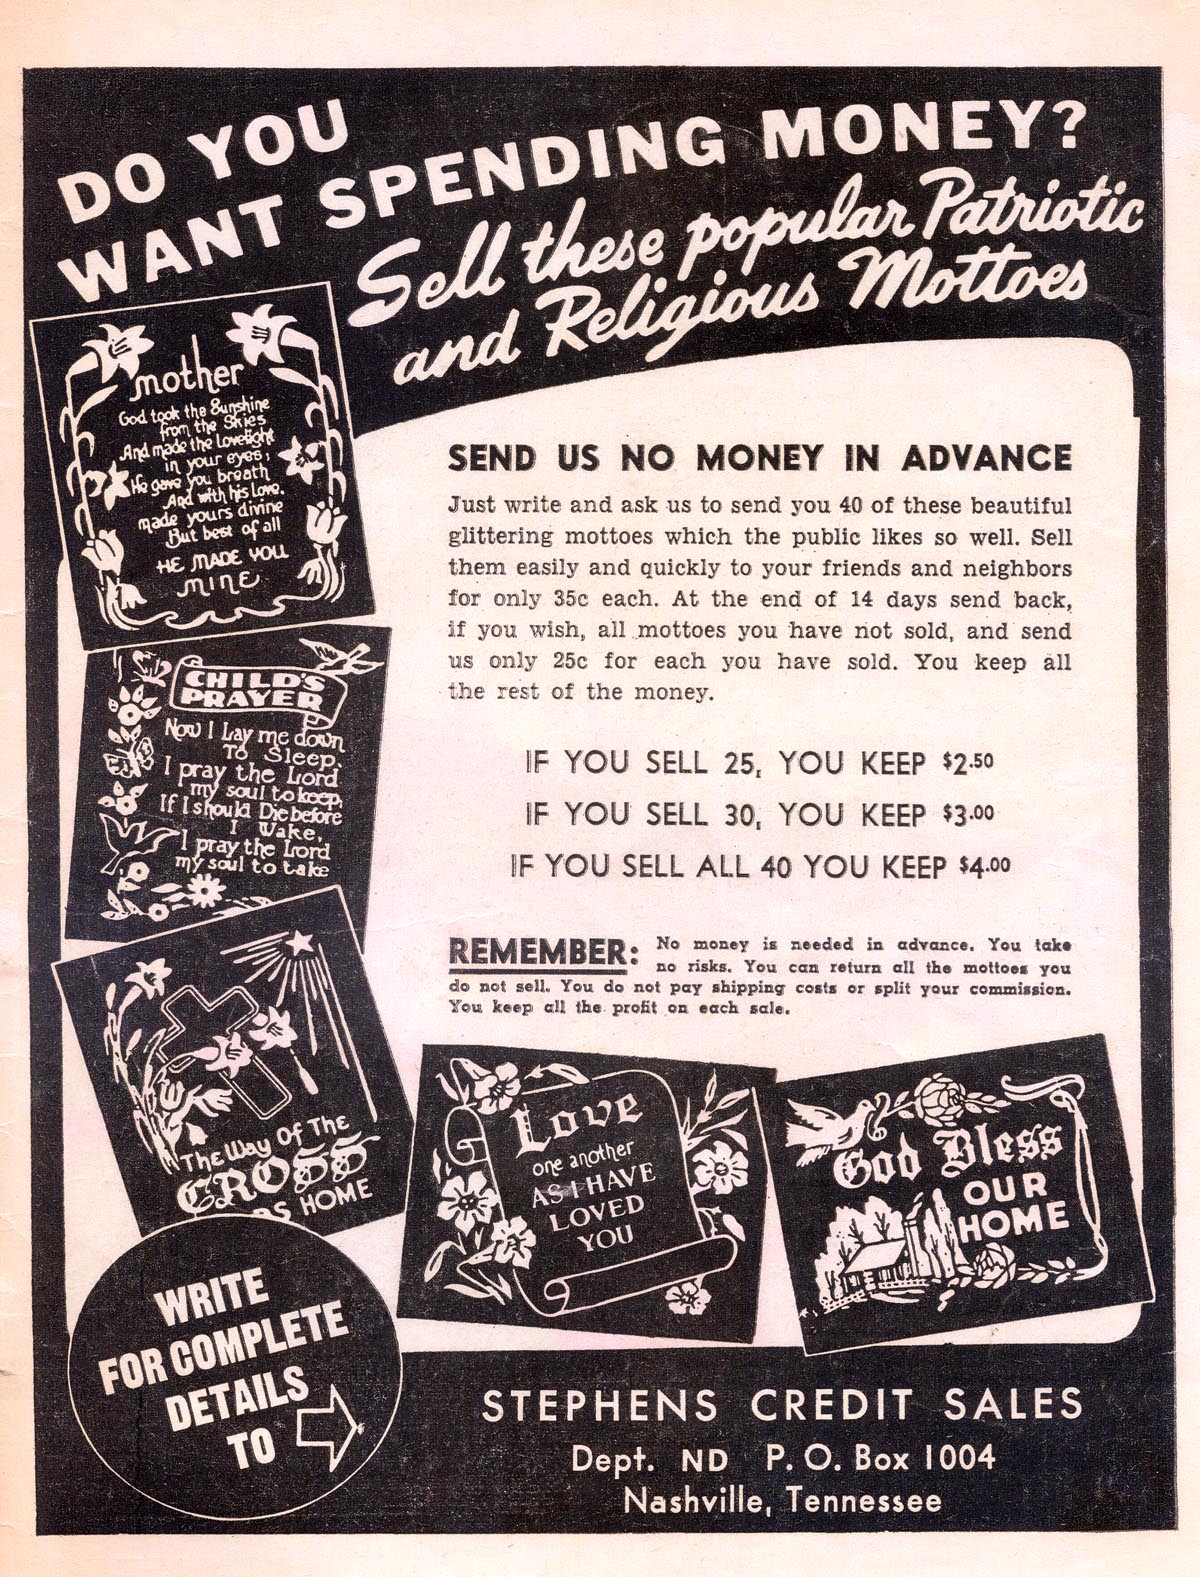 DO YOU
WANT SPENDING MONEY?
Sell these popular Patriotic
and Religious Mottoes
mother
God took the Sunshine
from the Skies
And made the Lovelight
in your eyes;
He gave you breath
And with his Love,
made yours divine
But best of all
HE MADE YOU
MINE
SEND US NO MONEY IN ADVANCE
Just write and ask us to send you 40 of these beautiful
glittering mottoes which the public likes so well. Sell
them easily and quickly to your friends and neighbors
for only 35c each. At the end of 14 days send back,
if you wish, all mottoes you have not sold, and send
us only 25c for each you have sold. You keep all
the rest of the money.
CHILD'S
PRAYER
Now I Lay me down
To Sleep,
I pray the Lord
my soul to keep,
If I should Die before
I Wake,
I pray the Lord
my soul to take
IF YOU SELL 25, YOU KEEP $2.50
IF YOU SELL 30, YOU KEEP $3.00
IF YOU SELL ALL 40 YOU KEEP $4.00
REMEMBER: No money is needed in advance. You take
no risks. You can return all the mottoes you
do not sell. You do not pay shipping costs or split your commission.
You keep all the profit on each sale.
The Way Of The
CROSS
DS HOME
Love
one another
AS I HAVE
LOVED
YOU
God Bless
OUR
HOME
WRITE
FOR COMPLETE
DETAILS
TO
STEPHENS CREDIT SALES
Dept. ND P. O. Box 1004
Nashville, Tennessee